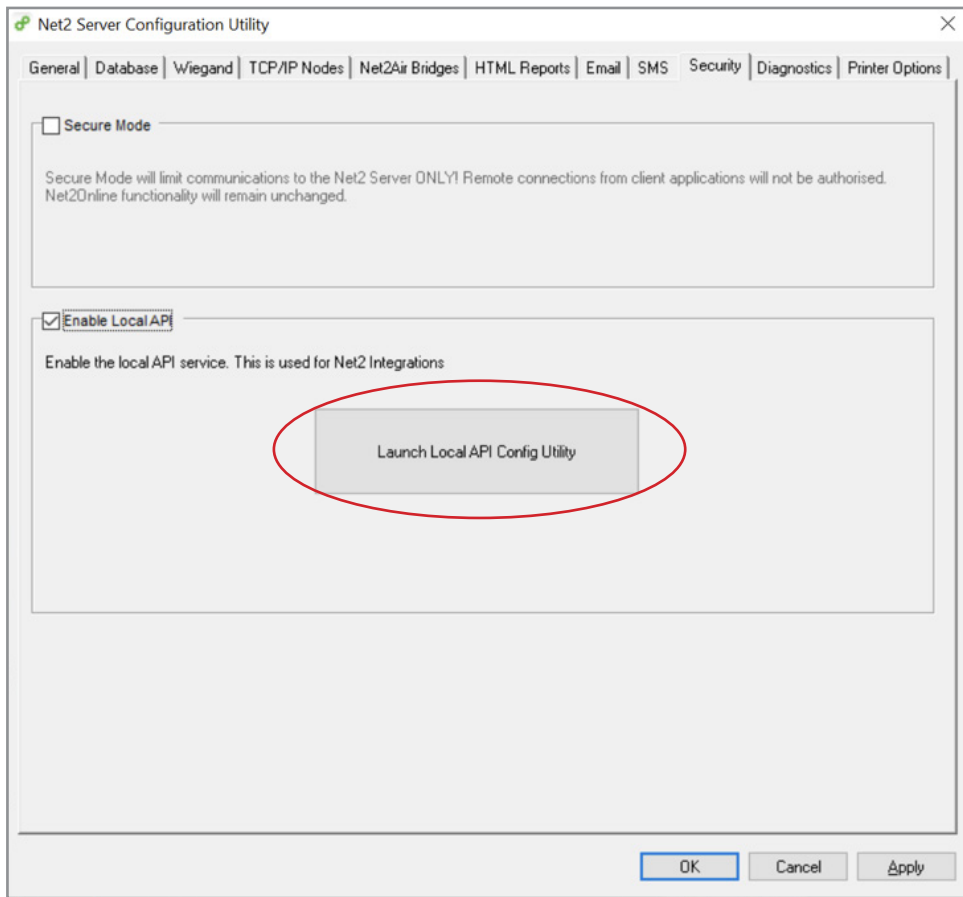 Net2 Server Configuration Utility
General Database Wiegand TCP/IP Nodes Net2Air Bridges HTML Reports Email SMS Security Diagnostics Printer Options
Secure Mode
Secure Mode will limit communications to the Net2 Server ONLY! Remote connections from client applications will not be authorised.
Net2Online functionality will remain unchanged.
Enable Local API
Enable the local API service. This is used for Net2 Integrations
Launch Local API Config Utility
OK Cancel Apply